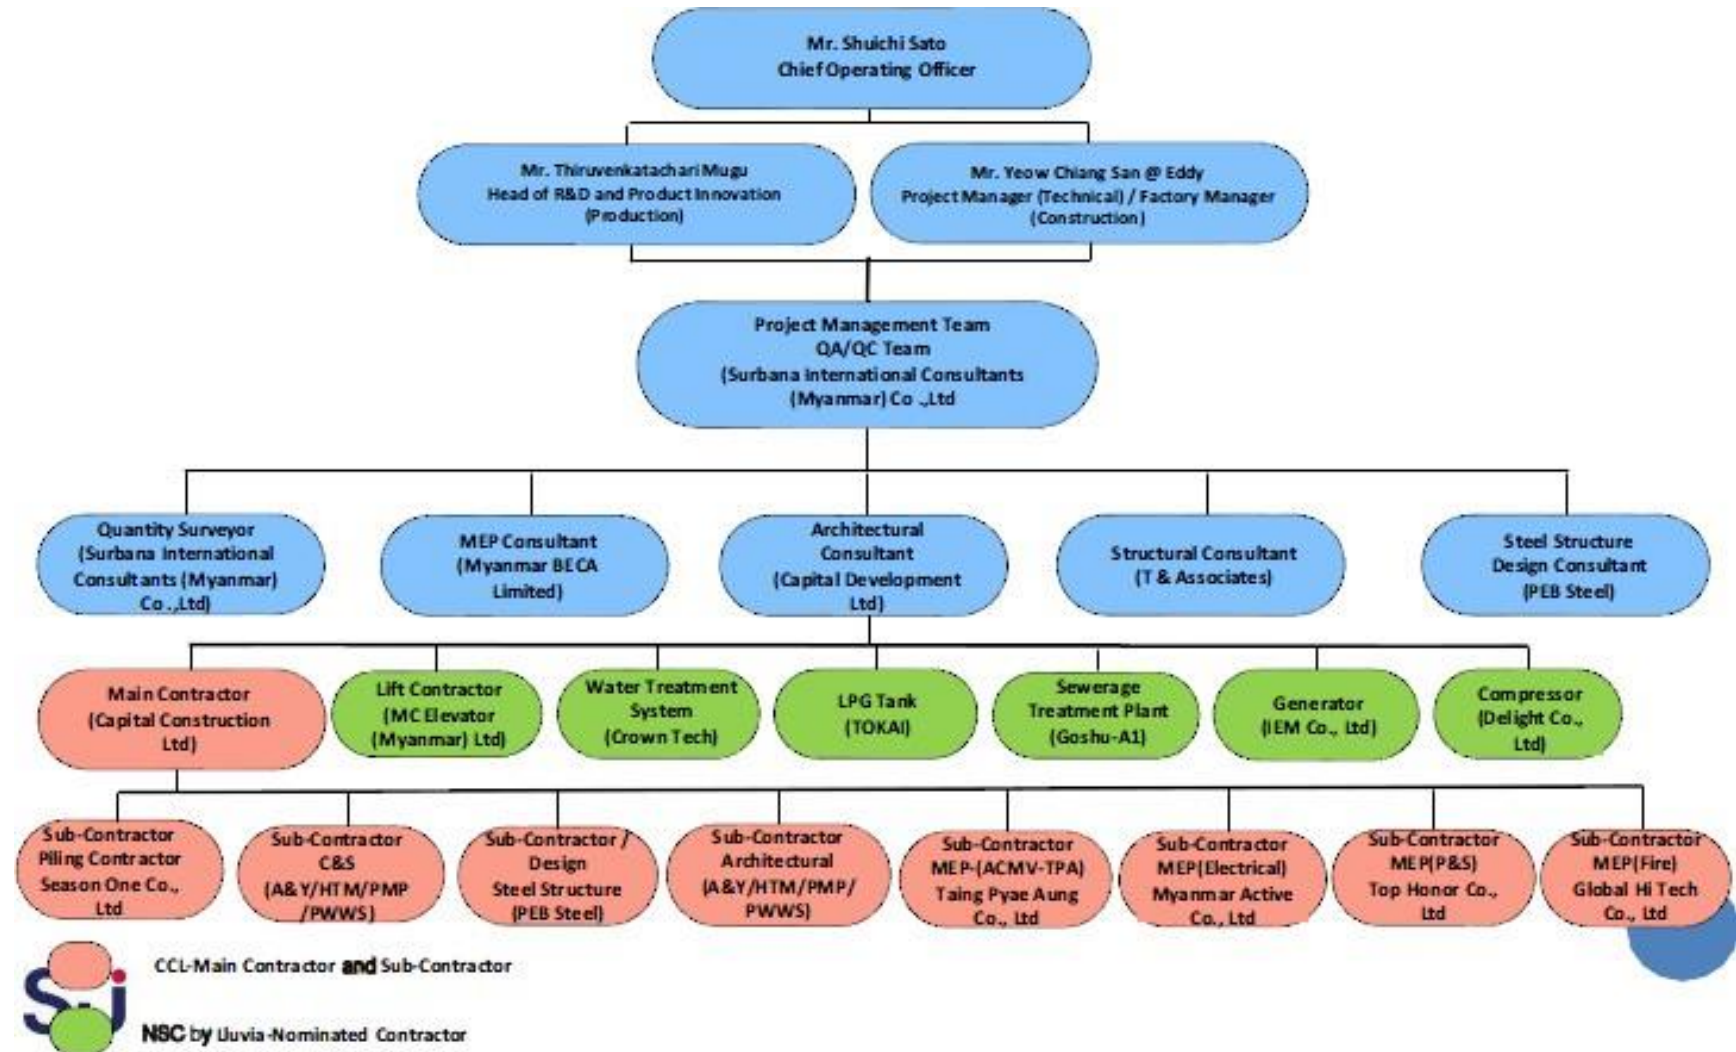 Mr. Shuichi Sato
Chief Operating Officer
Mr. Thiruvenkatachari Mugu
Head of R&D and Product Innovation
(Production)
Mr. Yeow Chiang San @ Eddy
Project Manager (Technical) / Factory Manager
(Construction)
Project Management Team
QA/QC Team
(Surbana International Consultants
(Myanmar) Co .,Ltd
Quantity Surveyor
(Surbana International
Consultants (Myanmar)
Co .,Ltd)
MEP Consultant
(Myanmar BECA
Limited)
Architectural
Consultant
(Capital Development
Ltd)
Structural Consultant
(T & Associates)
Steel Structure
Design Consultant
(PEB Steel)
Main Contractor
(Capital Construction
Ltd)
Lift Contractor
(MC Elevator
(Myanmar) Ltd)
Water Treatment
System
(Crown Tech)
LPG Tank
(TOKAI)
Sewerage
Treatment Plant
(Goshu-A1)
Generator
(IEM Co., Ltd)
Compressor
(Delight Co.,
Ltd)
Sub-Contractor
Piling Contractor
Season One Co.,
Ltd
Sub-Contractor
C&S
(A&Y/HTM/PMP
/PWWS)
Sub-Contractor /
Design
Steel Structure
(PEB Steel)
Sub-Contractor
Architectural
(A&Y/HTM/PMP/
PWWS)
Sub-Contractor
MEP-(ACMV-TPA)
Taing Pyae Aung
Co., Ltd
Sub-Contractor
MEP(Electrical)
Myanmar Active
Co., Ltd
Sub-Contractor
MEP(P&S)
Top Honor Co.,
Ltd
Sub-Contractor
MEP(Fire)
Global Hi Tech
Co., Ltd
CCL-Main Contractor and Sub-Contractor
NSC by Lluvia-Nominated Contractor